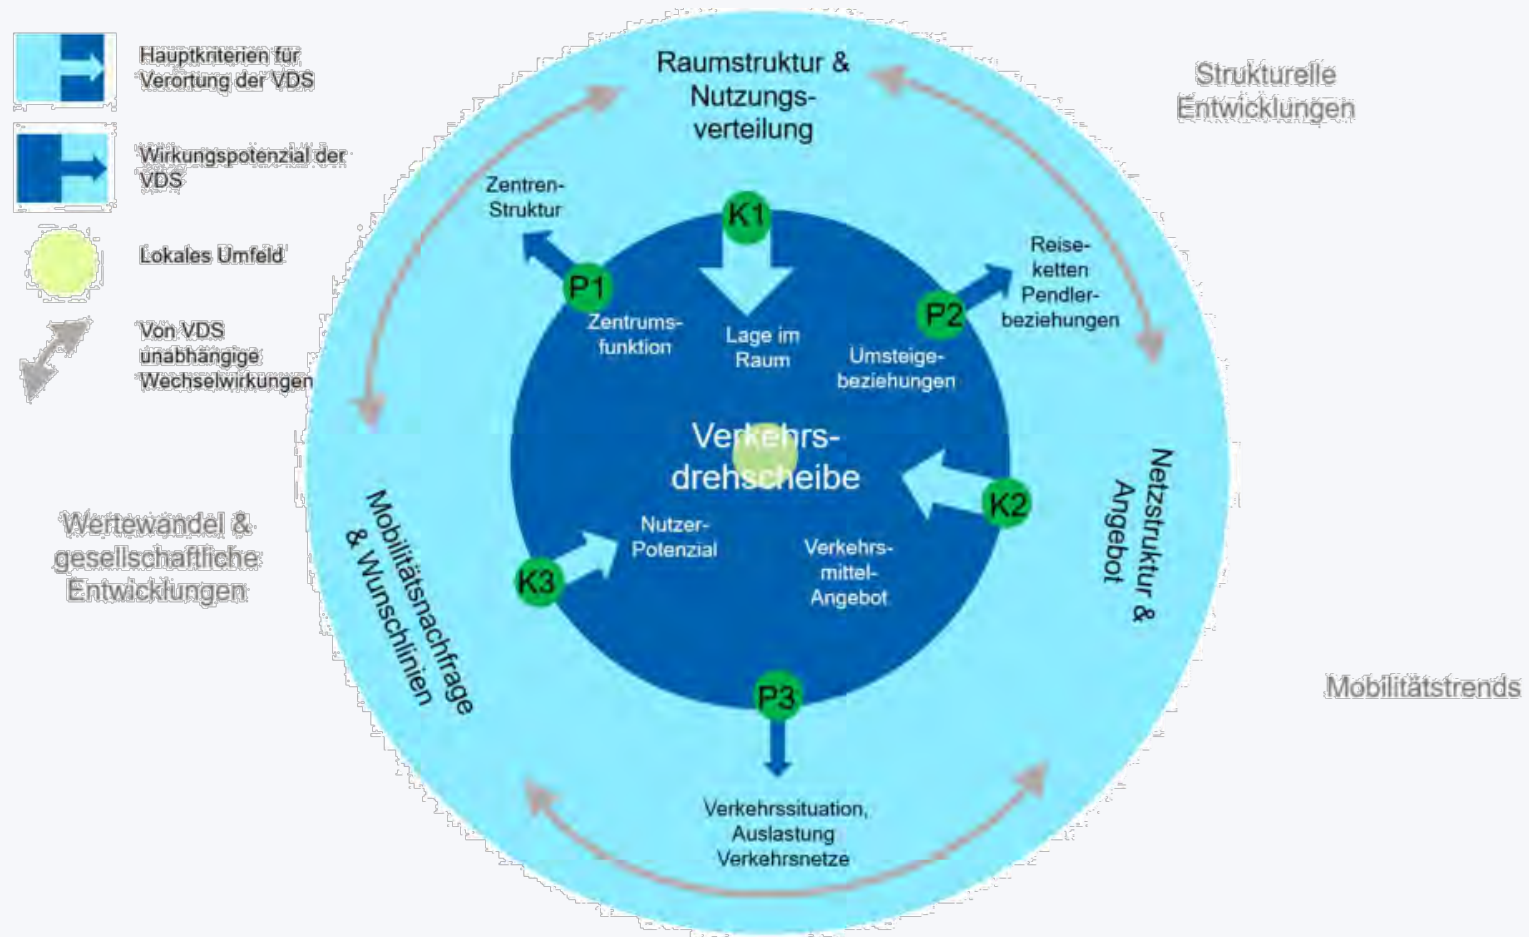 Hauptkriterien für
Verortung der VDS
Wirkungspotenzial der
VDS
Lokales Umfeld
Von VDS
unabhängige
Wechselwirkungen
Raumstruktur &
Nutzungs-
verteilung
Strukturelle
Entwicklungen
Zentren-
Struktur
K1
Reise-
ketten
Pendler-
beziehungen
P1
P2
Zentrums-
funktion
Lage im
Raum
Umsteige-
beziehungen
Verkehrs-
drehscheibe
Netzstruktur &
Angebot
K2
Wertewandel &
gesellschaftliche
Entwicklungen
Mobilitätsnachfrage
& Wunschlinien
Nutzer-
Potenzial
Verkehrs-
mittel-
Angebot
K3
P3
Mobilitätstrends
Verkehrssituation,
Auslastung
Verkehrsnetze